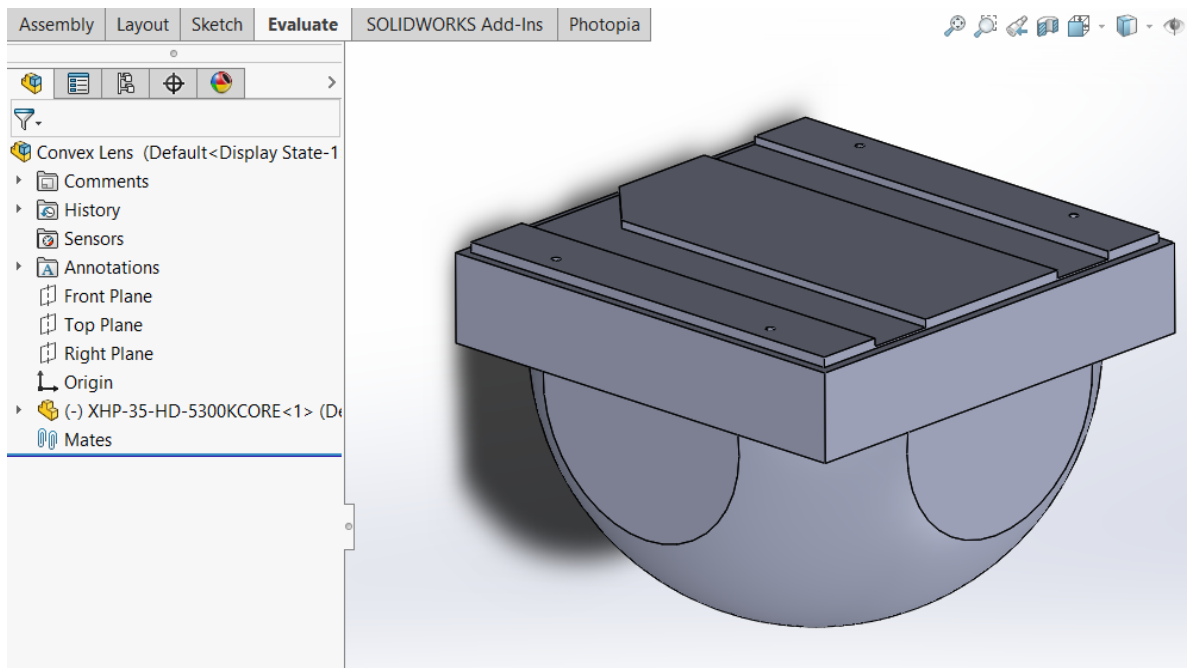 Assembly Layout Sketch Evaluate SOLIDWORKS Add-Ins Photopia
Convex Lens (Default<Display State-1
Comments
History
Sensors
Annotations
Front Plane
Top Plane
Right Plane
Origin
(-) XHP-35-HD-5300KCORE<1> (De
Mates